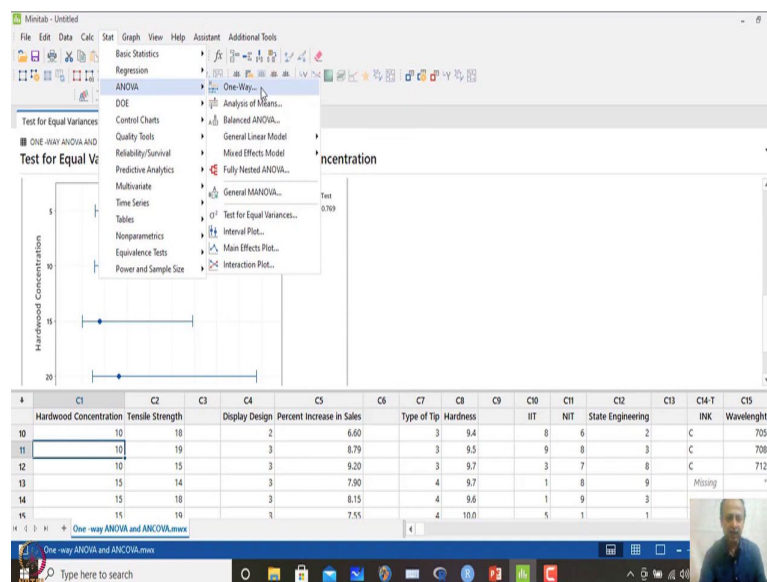 Minitab - Untitled
File Edit Data Calc Stat Graph View Help Assistant Additional Tools
Basic Statistics
Regression
ANOVA
DOE
Control Charts
Quality Tools
Reliability/Survival
Predictive Analytics
Multivariate
Time Series
Tables
Nonparametrics
Equivalence Tests
Power and Sample Size
One-Way...
Analysis of Means...
Balanced ANOVA...
General Linear Model
Mixed Effects Model
Fully Nested ANOVA...
General MANOVA...
Test for Equal Variances...
Interval Plot...
Main Effects Plot...
Interaction Plot...
Test for Equal Variances
ONE -WAY ANOVA AND
Test for Equal Va ncentration
Test
0.769
Hardwood Concentration
5
10
15
20
C1 C2 C3 C4 C5 C6 C7 C8 C9 C10 C11 C12 C13 C14-T C15
Hardwood Concentration Tensile Strength Display Design Percent Increase in Sales Type of Tip Hardness IIT NIT State Engineering INK Wavelenght
10 10 18 2 6.60 3 9.4 8 6 2 C 705
11 10 19 3 8.79 3 9.5 9 8 3 C 708
12 10 15 3 9.20 3 9.7 3 7 8 C 712
13 15 14 3 7.90 4 9.7 1 8 9 Missing *
14 15 18 3 8.15 4 9.6 1 9 3
15 15 19 3 7.55 4 10.0 5 1 1
One -way ANOVA and ANCOVA.mwx
One -way ANOVA and ANCOVA.mwx
Type here to search